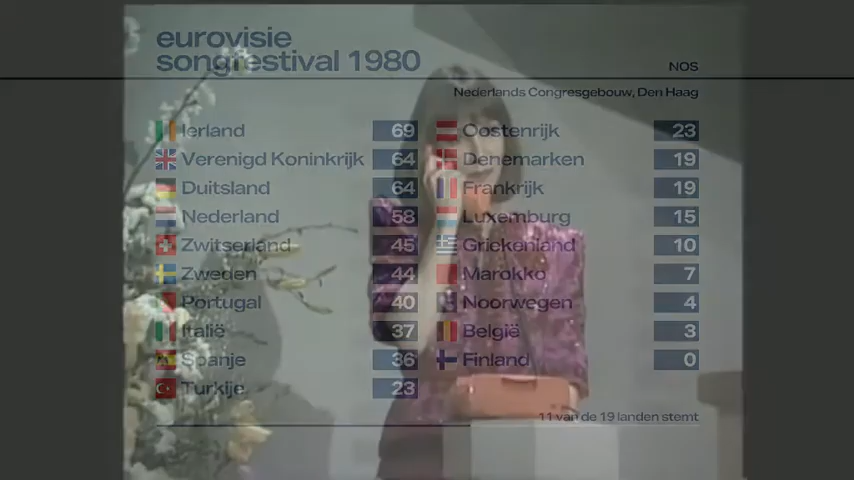 eurovisie
songfestival 1980
NOS
Nederlands Congresgebouw, Den Haag
Ierland 69
Verenigd Koninkrijk 64
Duitsland 64
Nederland 58
Zwitserland 45
Zweden 44
Portugal 40
Italië 37
Spanje 36
Turkije 23
Oostenrijk 23
Denemarken 19
Frankrijk 19
Luxemburg 15
Griekenland 10
Marokko 7
Noorwegen 4
België 3
Finland 0
11 van de 19 landen stemt